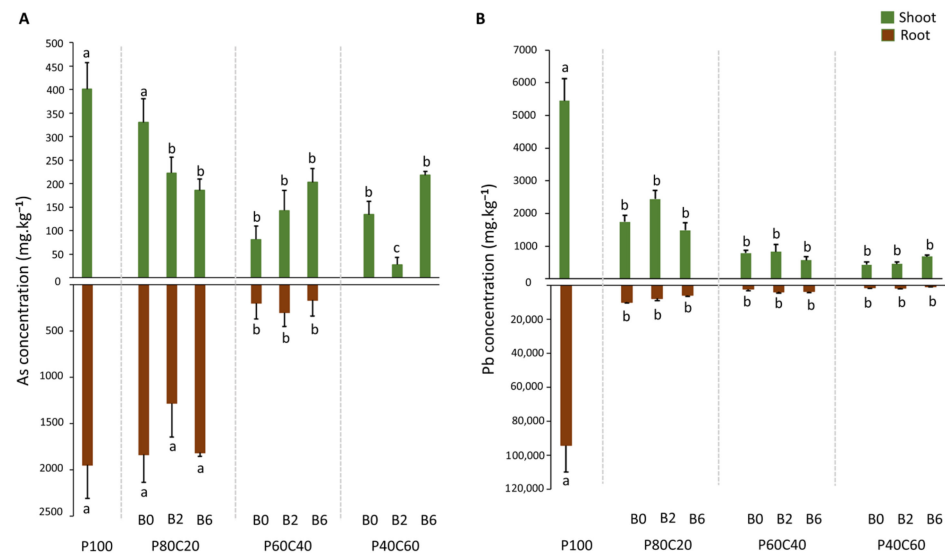 A
As concentration (mg.kg⁻¹)
500
450
400
350
300
250
200
150
100
50
0
500
1000
1500
2000
2500
a
a
b
b
b
b
b
b
c
b
a
a
a
a
b
b
b
B0 B2 B6 B0 B2 B6 B0 B2 B6
P100 P80C20 P60C40 P40C60
B
Shoot
Root
Pb concentration (mg.kg⁻¹)
7000
6000
5000
4000
3000
2000
1000
0
20,000
40,000
60,000
80,000
100,000
120,000
a
b
b
b
b
b
b
b
b
b
a
b
b
b
b
b
b
b
b
b
B0 B2 B6 B0 B2 B6 B0 B2 B6
P100 P80C20 P60C40 P40C60